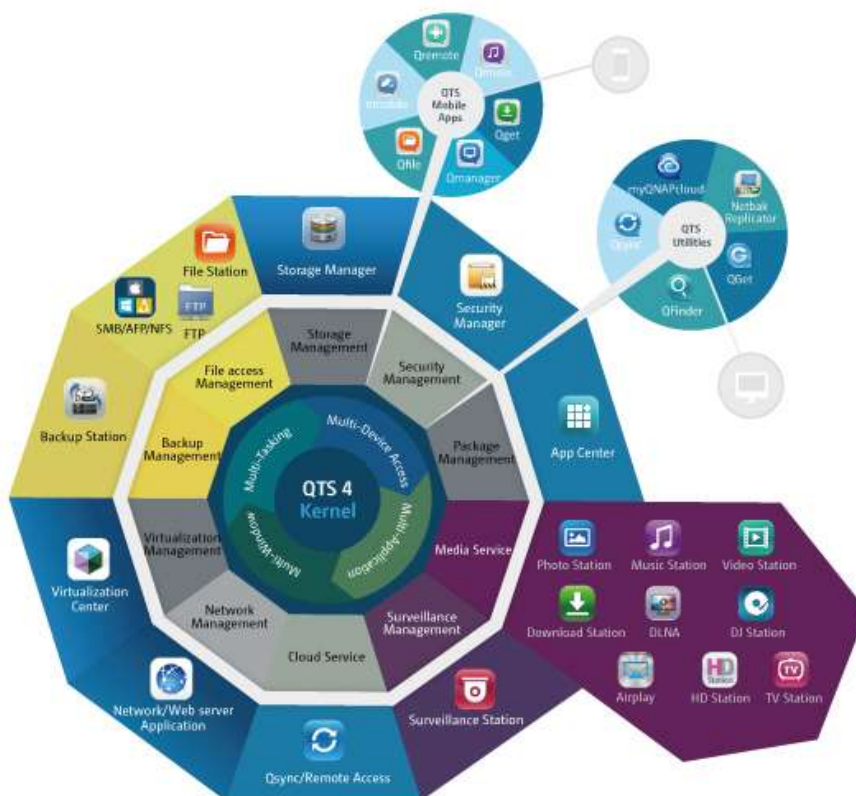 Qremote
Qmusic
QTS
Mobile
Apps
Qget
Qfile
Qmanager
myQNAPcloud
Netbak
Replicator
Qsync
QTS
Utilities
QGet
QFinder
File Station
Storage Manager
SMB/AFP/NFS
FTP
FTP
Security
Manager
Storage
Management
Security
Management
File access
Management
Backup Station
Backup
Management
Package
Management
App Center
Multi-Tasking
Multi-Device Access
QTS 4
Kernel
Multi-Window
Multi-Application
Virtualization
Management
Media Service
Photo Station
Music Station
Video Station
Virtualization
Center
Network
Management
Surveillance
Management
Cloud Service
Download Station
DLNA
DJ Station
HD
Station
TV
Airplay
HD Station
TV Station
Network/Web server
Application
Surveillance Station
Qsync/Remote Access